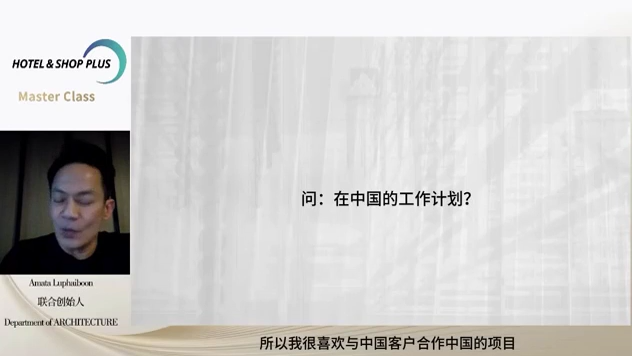 HOTEL & SHOP PLUS
Master Class
问：在中国的工作计划？
Amata Luphaiboon
联合创始人
Department of ARCHITECTURE
所以我很喜欢与中国客户合作中国的项目